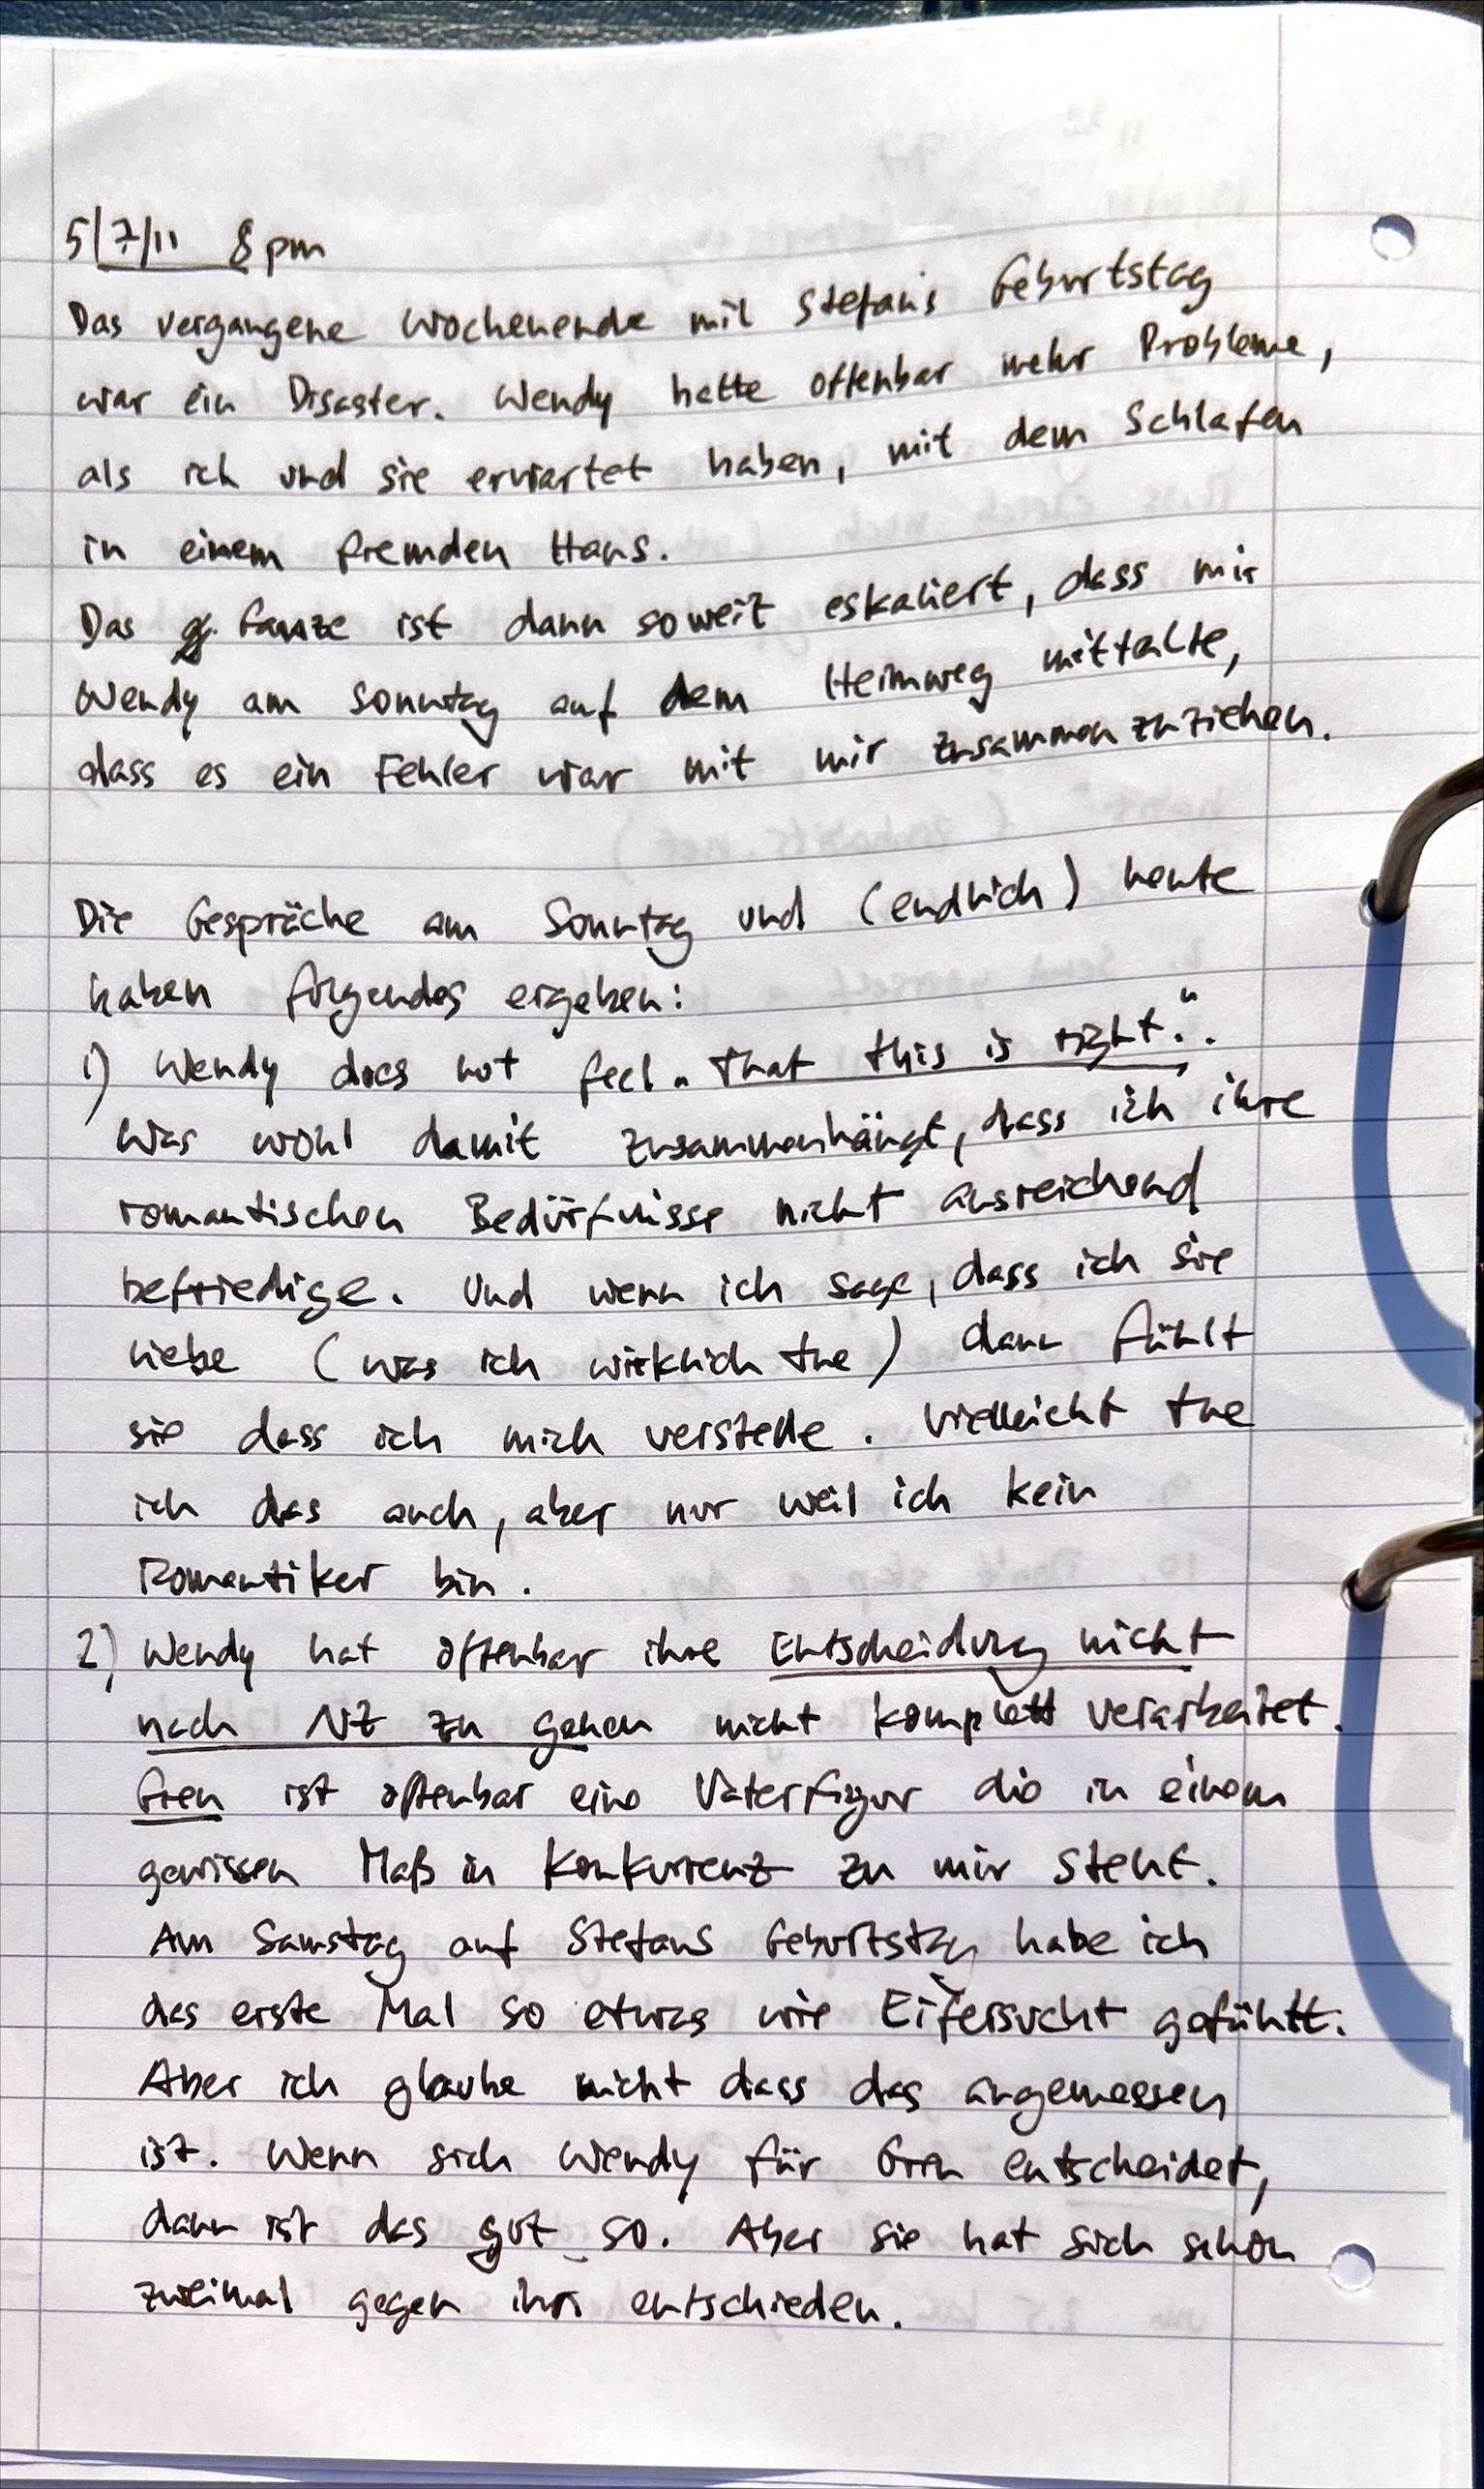 5/7/11 8pm
Das vergangene Wochenende mit Stefan's Geburtstag
war ein Disaster. Wendy hatte offenbar mehr Probleme,
als ich und sie erwartet haben, mit dem Schlafen
in einem fremden Haus.
Das Ganze ist dann soweit eskaliert, dass mir
Wendy am Sonntag auf dem Heimweg mitteilte,
dass es ein Fehler war mit mir zusammenzuziehen.
Die Gespräche am Sonntag und (endlich) heute
haben folgendes ergeben:
1) Wendy does not feel „that this is right.“.
Was wohl damit zusammenhängt, dass ich ihre
romantischen Bedürfnisse nicht ausreichend
befriedige. Und wenn ich sage, dass ich sie
liebe (was ich wirklich tue) dann fühlt
sie dass ich mich verstelle. Vielleicht tue
ich das auch, aber nur weil ich kein
Romantiker bin.
2) Wendy hat offenbar ihre Entscheidung nicht
nach NZ zu gehen nicht komplett verarbeitet.
ist offenbar eine Vaterfigur die in einem
gewissen Maß in Konkurrenz zu mir steht.
Am Samstag auf Stefans Geburtstag habe ich
das erste Mal so etwas wie Eifersucht gefühlt.
Aber ich glaube nicht dass das angemessen
ist. Wenn sich Wendy für entscheidet,
dann ist das gut so. Aber sie hat sich schon
zweimal gegen ihn entschieden.